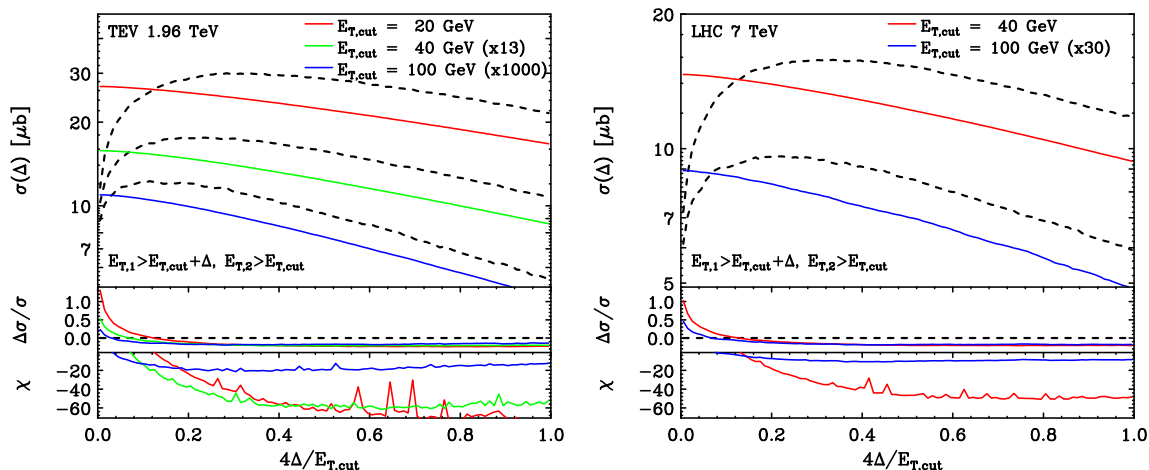 TEV 1.96 TeV
E_T,cut = 20 GeV
E_T,cut = 40 GeV (x13)
E_T,cut = 100 GeV (x1000)
σ(Δ) [μb]
30
20
10
7
E_T,1>E_T,cut+Δ, E_T,2>E_T,cut
Δσ/σ
1.0
0.5
0.0
χ
−20
−40
−60
0.0 0.2 0.4 0.6 0.8 1.0
4Δ/E_T,cut
LHC 7 TeV
E_T,cut = 40 GeV
E_T,cut = 100 GeV (x30)
σ(Δ) [μb]
20
10
7
5
E_T,1>E_T,cut+Δ, E_T,2>E_T,cut
Δσ/σ
1.0
0.5
0.0
χ
−20
−40
−60
0.0 0.2 0.4 0.6 0.8 1.0
4Δ/E_T,cut